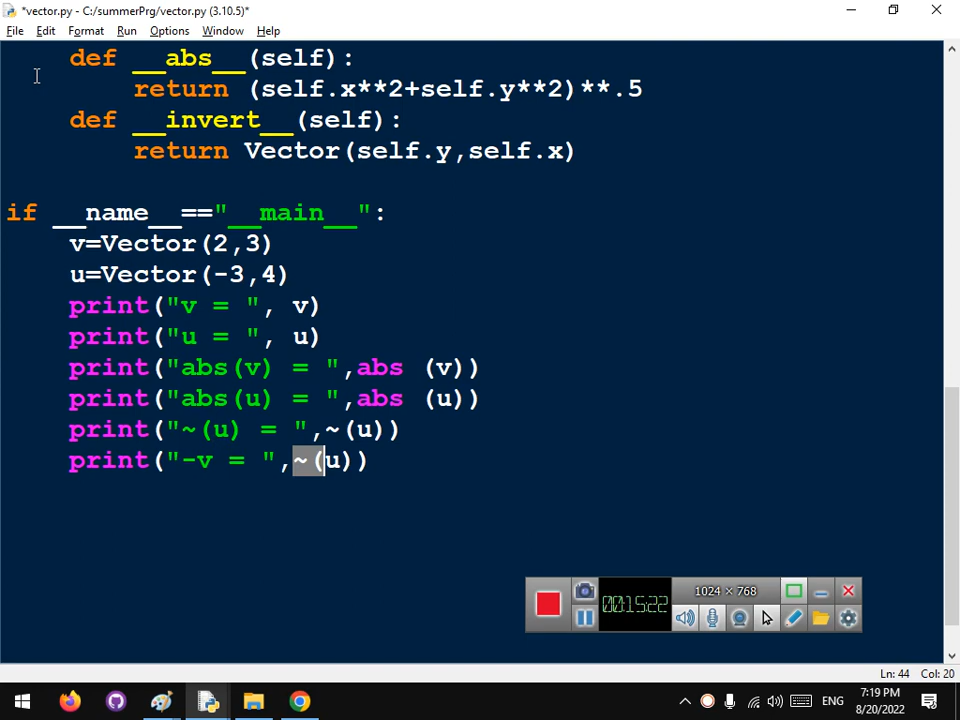 *vector.py - C:/summerPrg/vector.py (3.10.5)*
File Edit Format Run Options Window Help
def __abs__(self):
return (self.x**2+self.y**2)**.5
def __invert__(self):
return Vector(self.y,self.x)
if __name__=="__main__":
v=Vector(2,3)
u=Vector(-3,4)
print("v = ", v)
print("u = ", u)
print("abs(v) = ",abs (v))
print("abs(u) = ",abs (u))
print("~(u) = ",~(u))
print("-v = ",~(u))
00:15:22
1024 × 768
Ln: 44 Col: 20
ENG
7:19 PM
8/20/2022